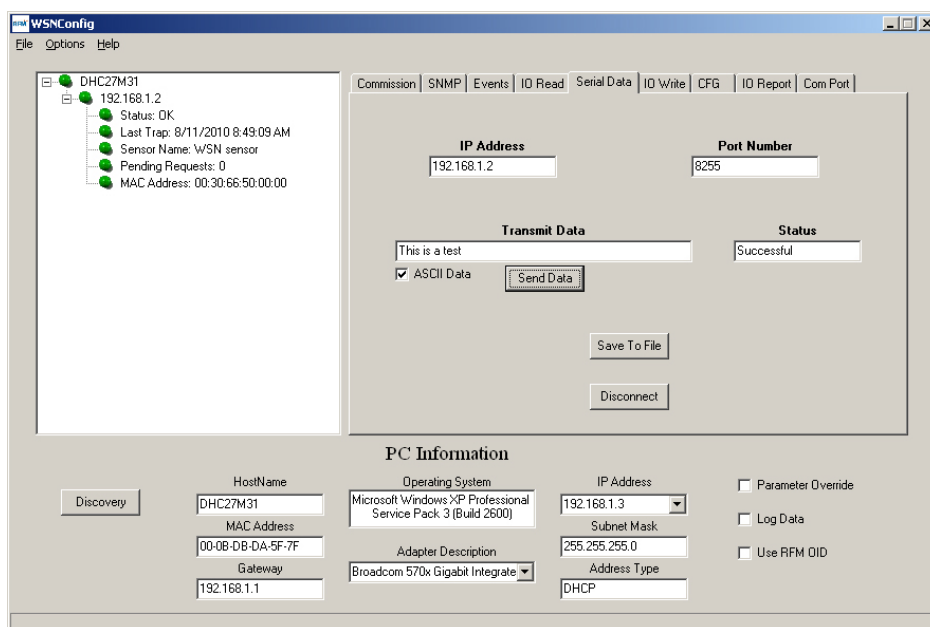 RFM WSNConfig
File Options Help
DHC27M31
192.168.1.2
Status: OK
Last Trap: 8/11/2010 8:49:09 AM
Sensor Name: WSN sensor
Pending Requests: 0
MAC Address: 00:30:66:50:00:00
Commission SNMP Events IO Read Serial Data IO Write CFG IO Report Com Port
IP Address Port Number
192.168.1.2 8255
Transmit Data Status
This is a test Successful
ASCII Data Send Data
Save To File
Disconnect
PC Information
HostName Operating System IP Address
Discovery DHC27M31 Microsoft Windows XP Professional 192.168.1.3 Parameter Override
Service Pack 3 (Build 2600)
MAC Address Subnet Mask Log Data
00-0B-DB-DA-5F-7F Adapter Description 255.255.255.0 Use RFM OID
Gateway Broadcom 570x Gigabit Integrate Address Type
192.168.1.1 DHCP